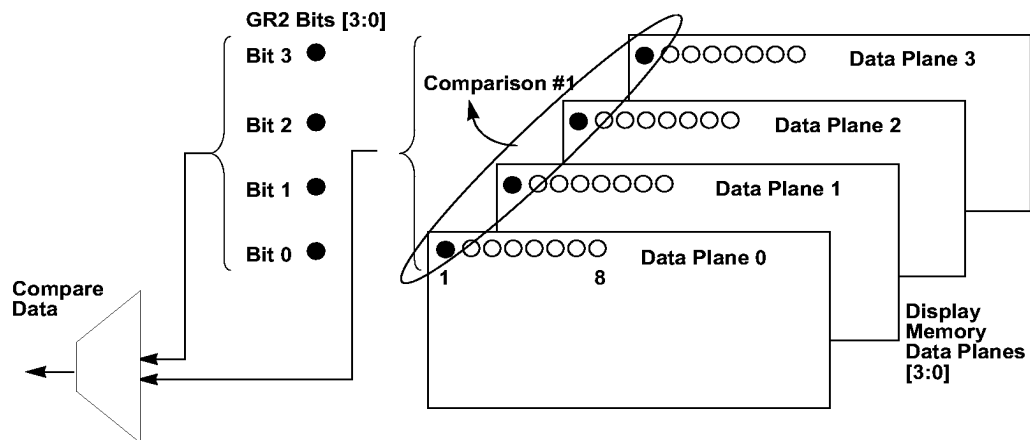 GR2 Bits [3:0]
Bit 3
Bit 2
Bit 1
Bit 0
Comparison #1
Data Plane 3
Data Plane 2
Data Plane 1
Data Plane 0
1
8
Compare
Data
Display
Memory
Data Planes
[3:0]